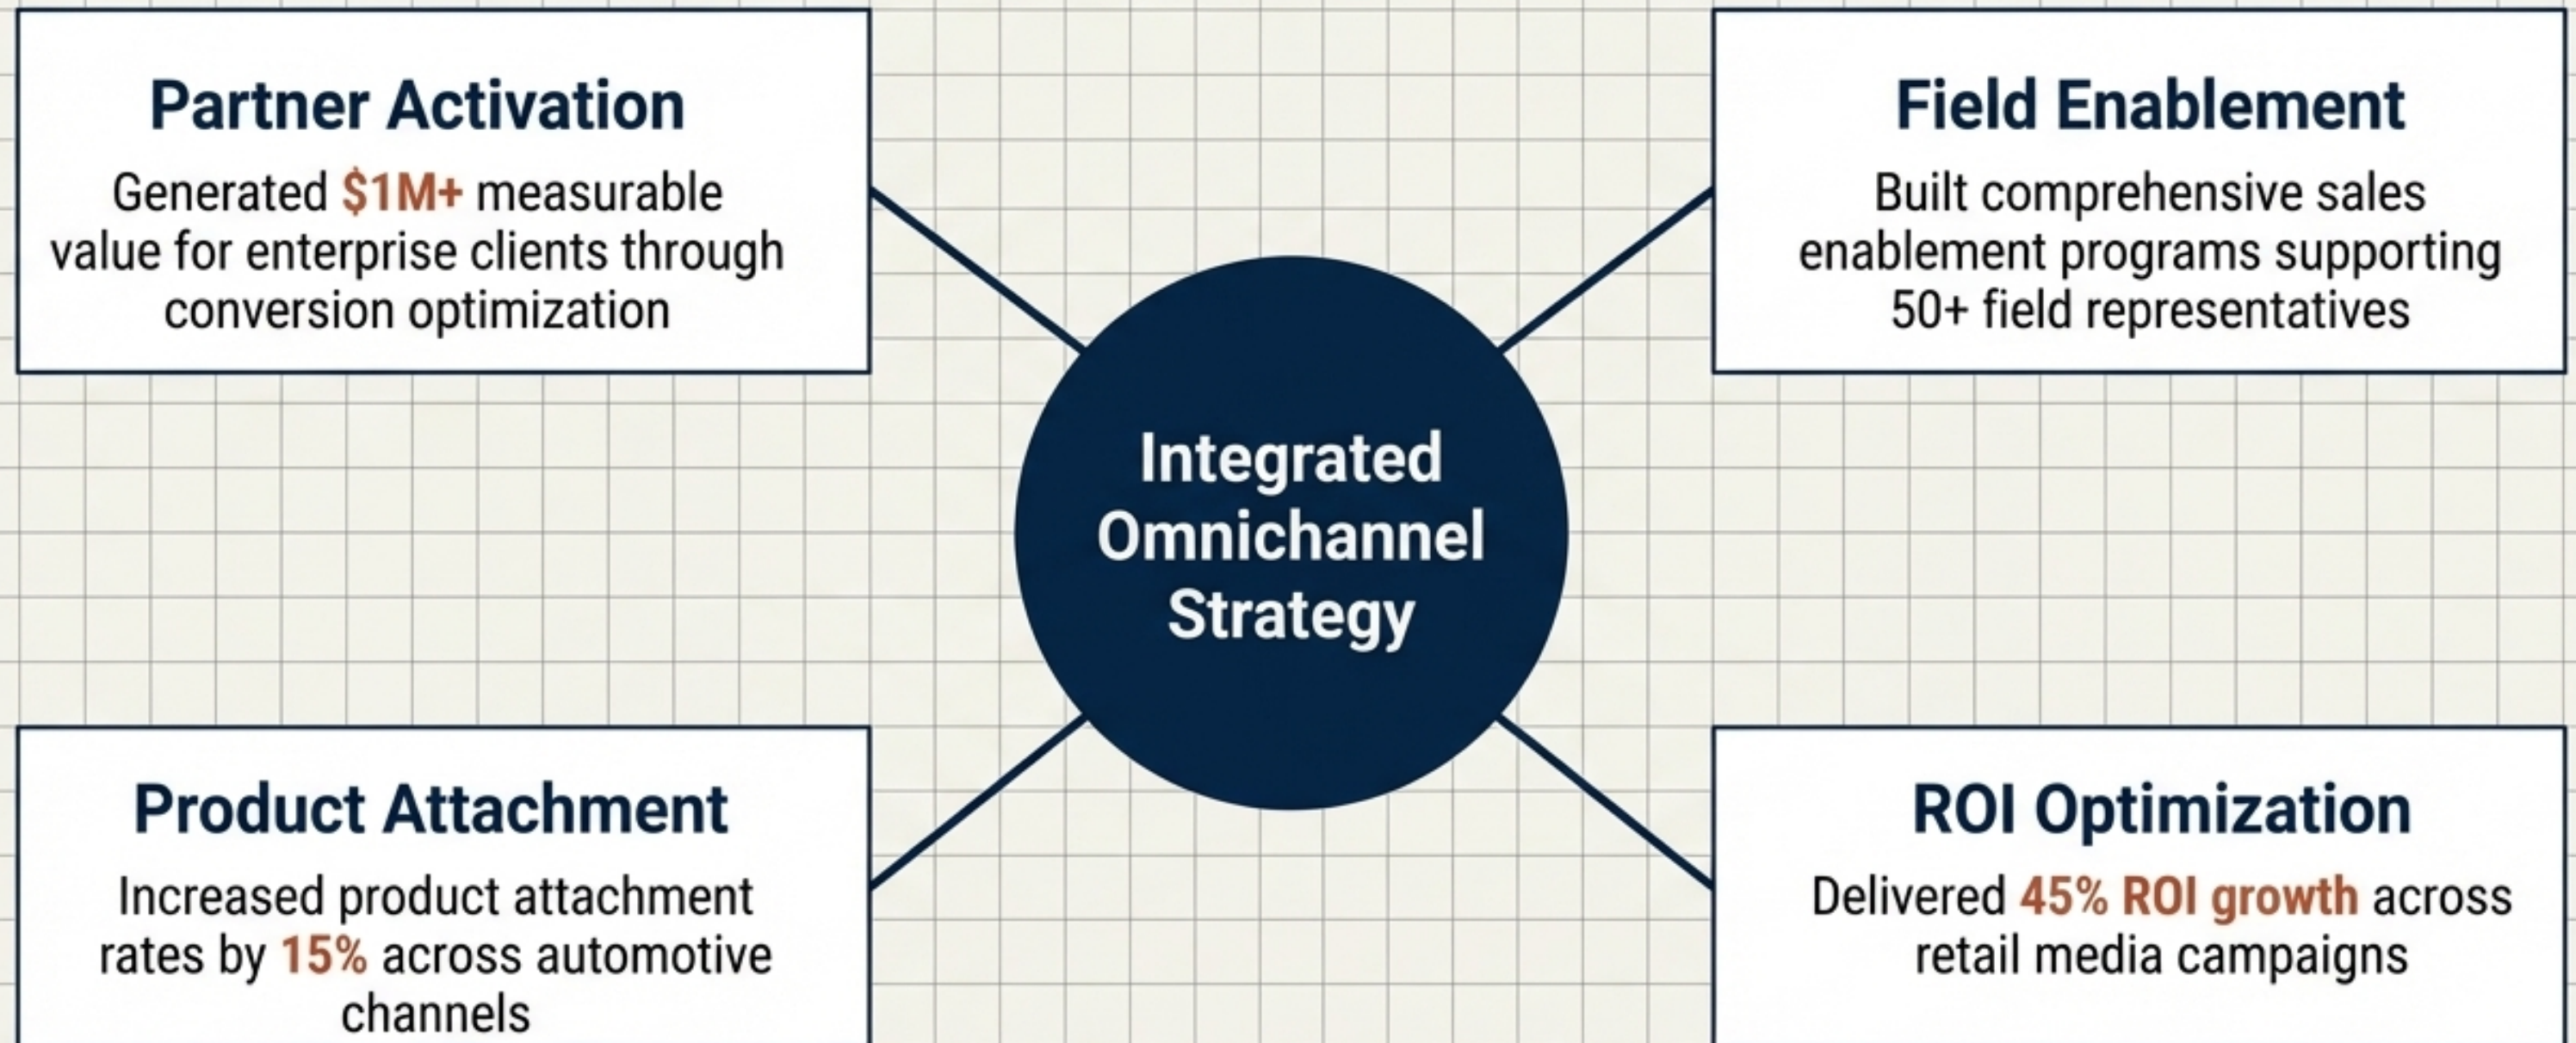 Partner Activation
Generated $1M+ measurable
value for enterprise clients through
conversion optimization
Field Enablement
Built comprehensive sales
enablement programs supporting
50+ field representatives
Integrated
Omnichannel
Strategy
Product Attachment
Increased product attachment
rates by 15% across automotive
channels
ROI Optimization
Delivered 45% ROI growth across
retail media campaigns